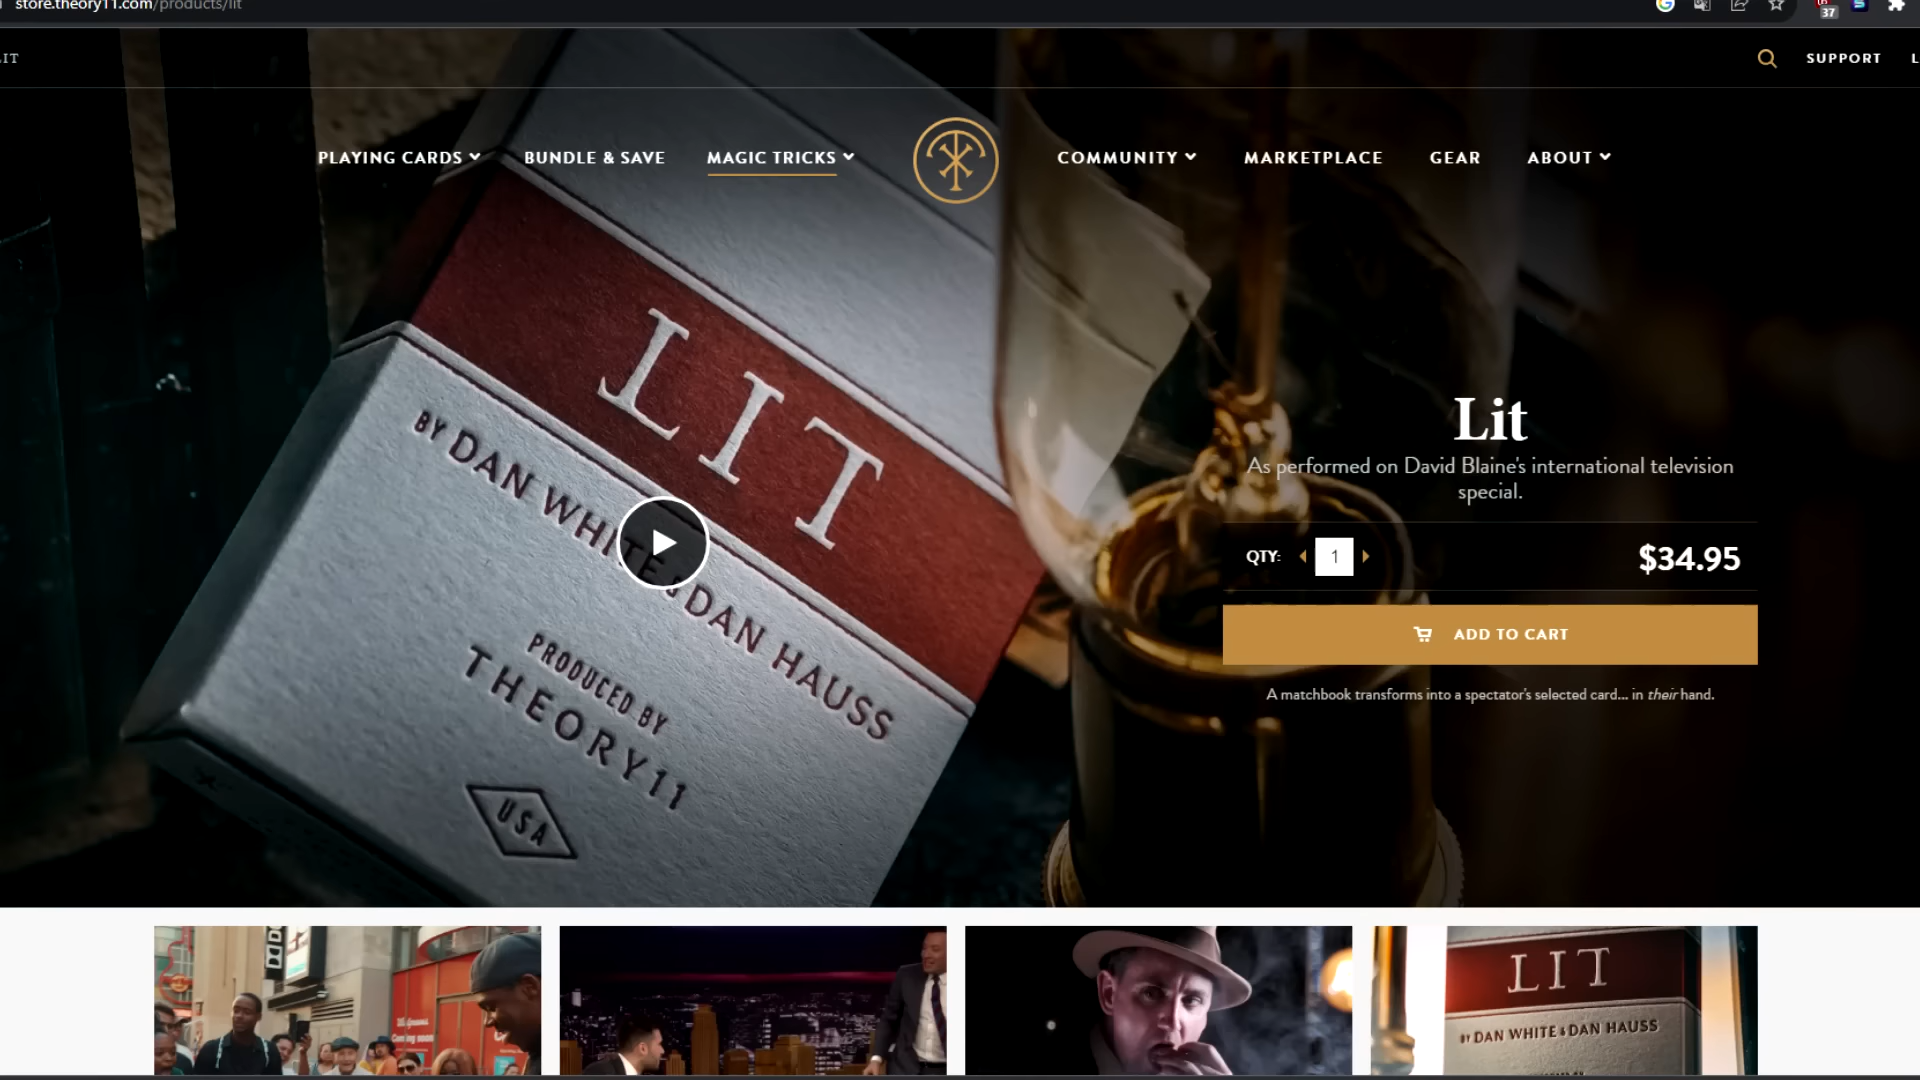 store.theory11.com/products/lit
37
LIT
SUPPORT
PLAYING CARDS
BUNDLE & SAVE
MAGIC TRICKS
COMMUNITY
MARKETPLACE
GEAR
ABOUT
LIT
BY DAN WHITE & DAN HAUSS
PRODUCED BY
THEORY11
USA
Lit
As performed on David Blaine's international television
special.
QTY:
1
$34.95
ADD TO CART
A matchbook transforms into a spectator's selected card... in their hand.
LIT
BY DAN WHITE & DAN HAUSS